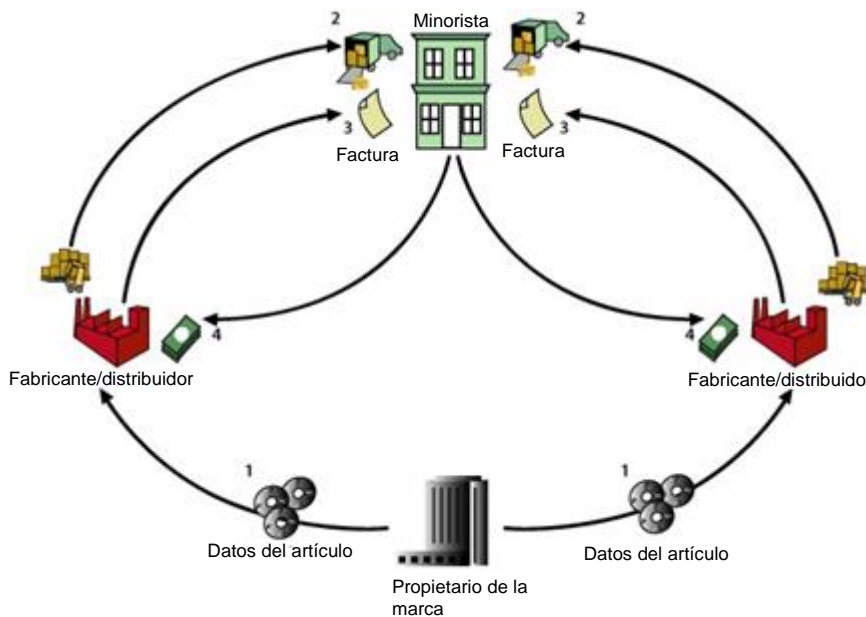 2
Minorista
2
3
Factura
3
Factura
4
Fabricante/distribuidor
4
Fabricante/distribuido
1
Datos del artículo
1
Datos del artículo
Propietario de la
marca